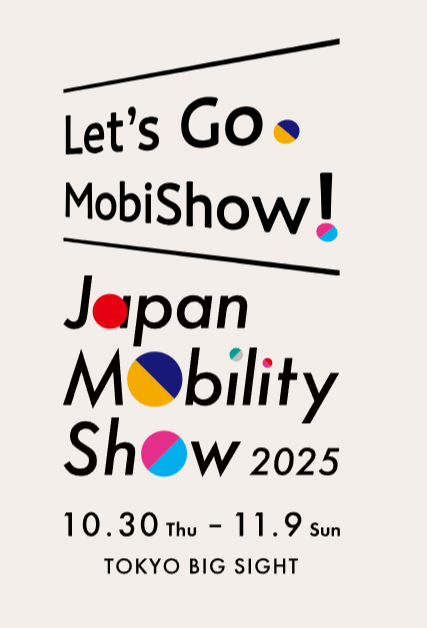 Let's Go.
MobiShow!
Japan
Mobility
Show 2025
10.30 Thu – 11.9 Sun
TOKYO BIG SIGHT